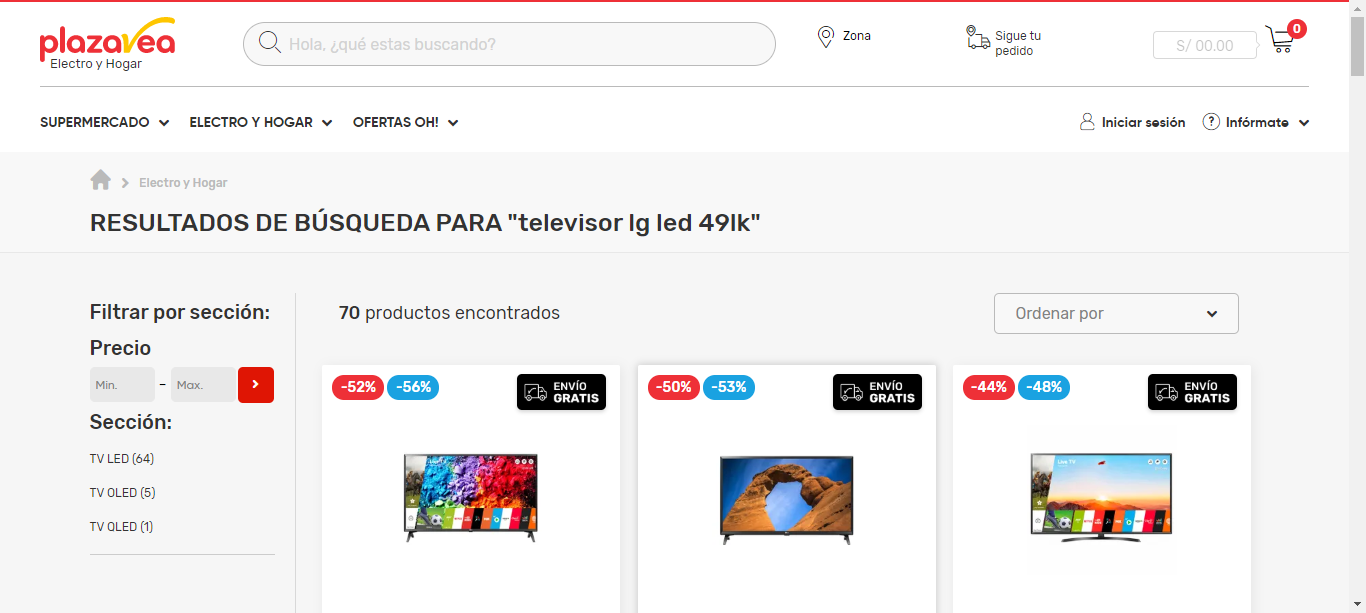 plazavea
Electro y Hogar
Hola, ¿qué estas buscando?
Zona
Sigue tu
pedido
S/ 00.00
0
SUPERMERCADO
ELECTRO Y HOGAR
OFERTAS OH!
Iniciar sesión
? Infórmate
Electro y Hogar
RESULTADOS DE BÚSQUEDA PARA "televisor lg led 49lk"
Filtrar por sección:
Precio
Min. – Max.
Sección:
TV LED (64)
TV OLED (5)
TV QLED (1)
70 productos encontrados
Ordenar por
-52% -56%
ENVÍO
GRATIS
-50% -53%
ENVÍO
GRATIS
-44% -48%
ENVÍO
GRATIS
Live TV